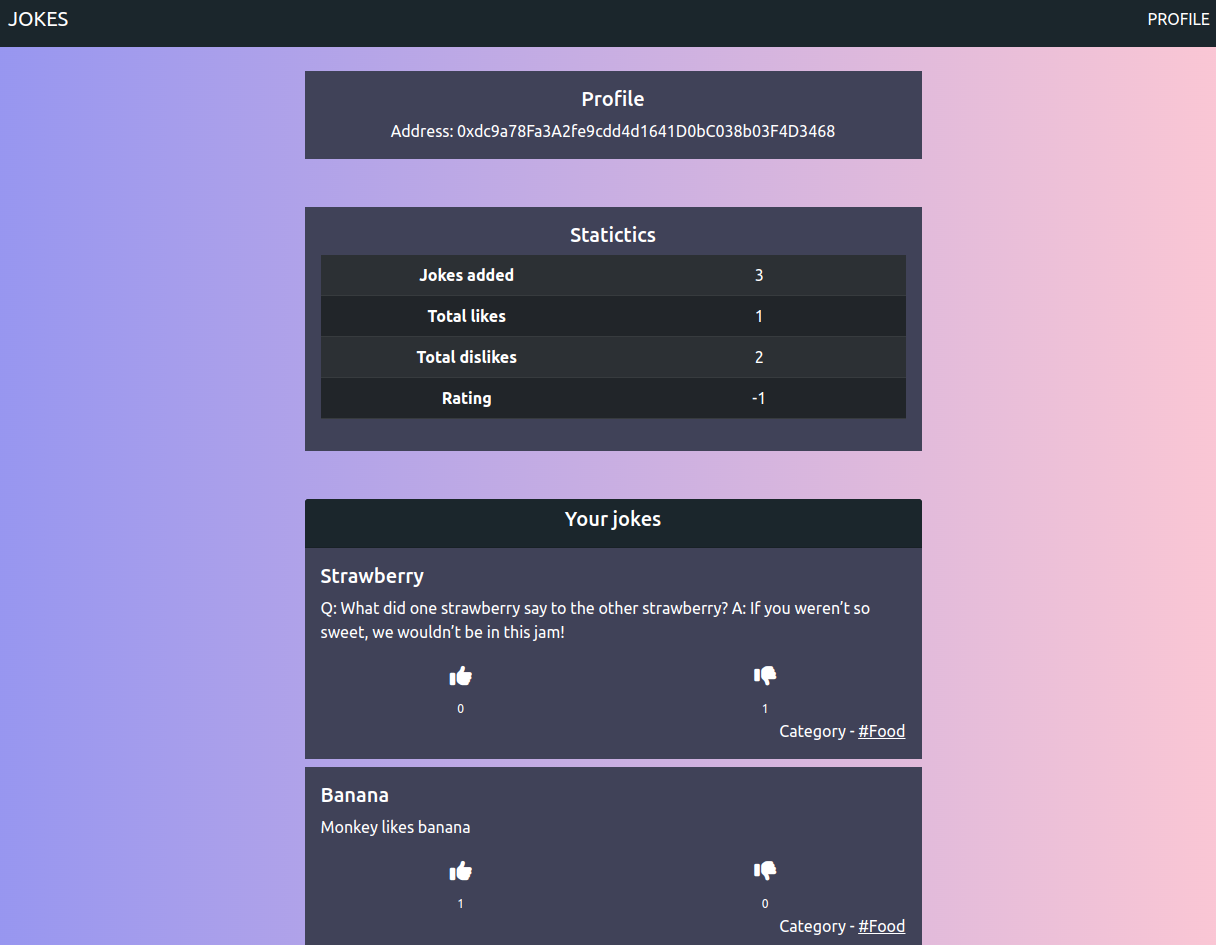 JOKES
PROFILE
Profile
Address: 0xdc9a78Fa3A2fe9cdd4d1641D0bC038b03F4D3468
Statictics
Jokes added 3
Total likes 1
Total dislikes 2
Rating -1
Your jokes
Strawberry
Q: What did one strawberry say to the other strawberry? A: If you weren’t so
sweet, we wouldn’t be in this jam!
0 1
Category - #Food
Banana
Monkey likes banana
1 0
Category - #Food